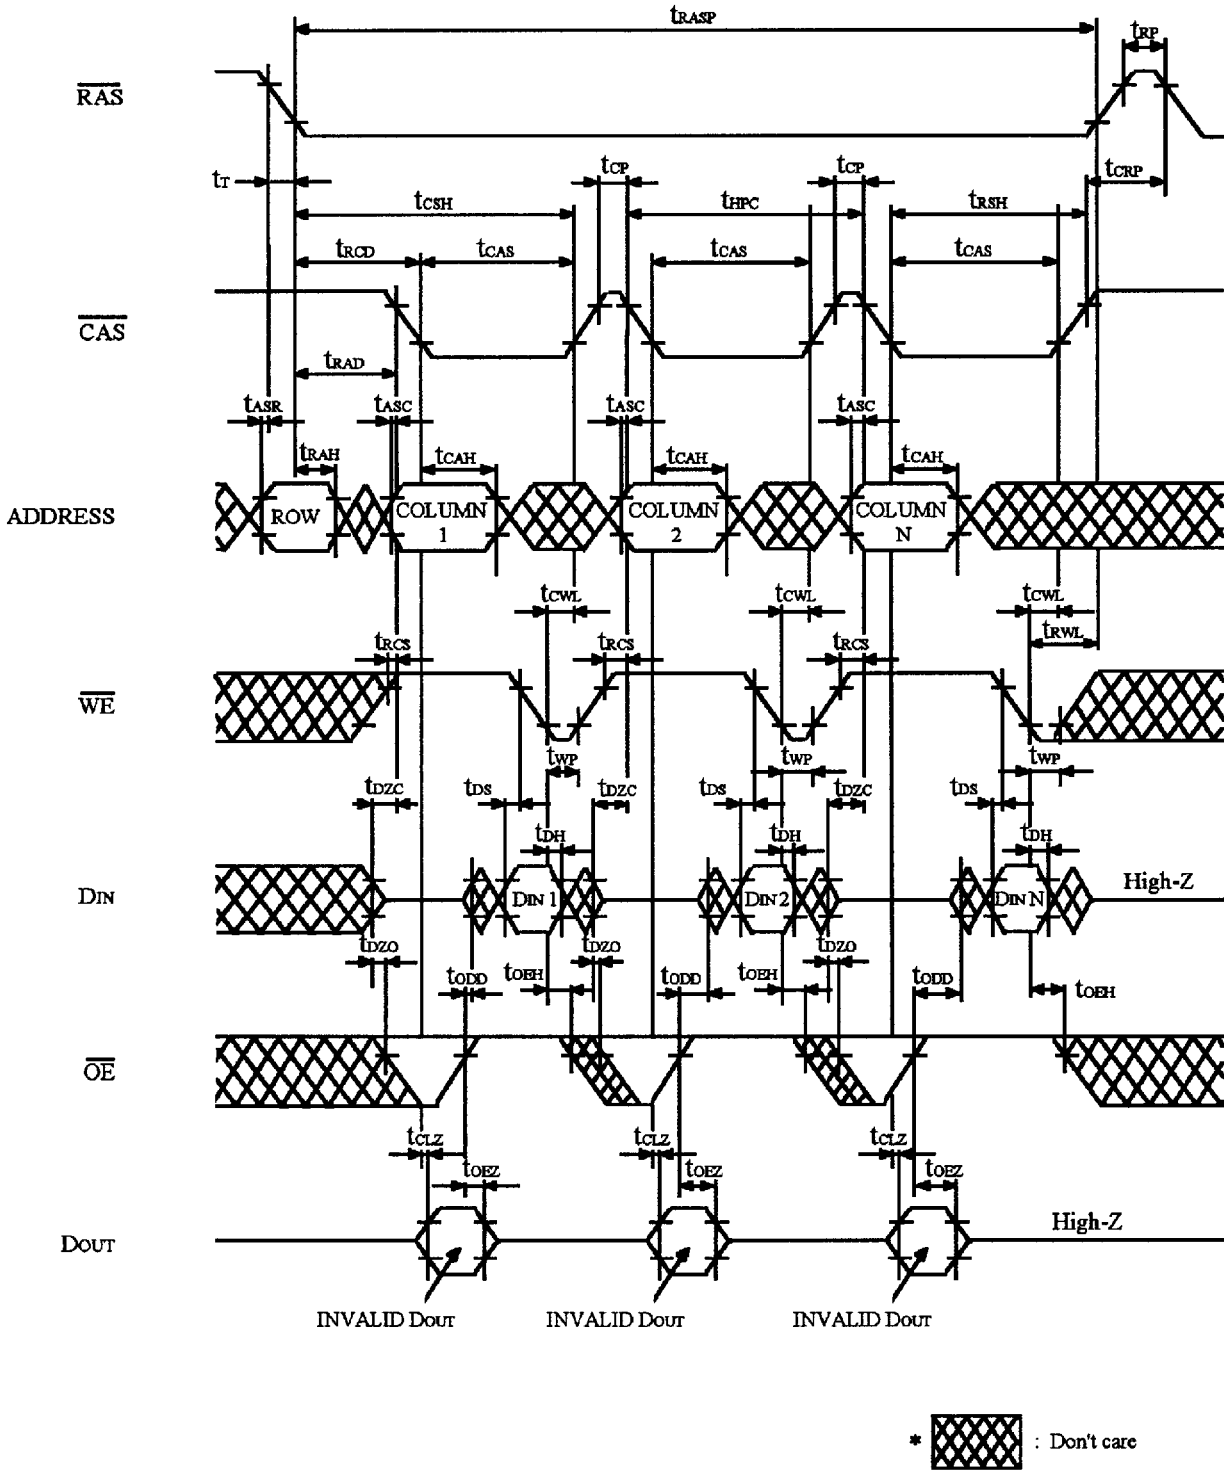 tRASP
tRP
RAS
tT
tCP
tCP
tCRP
tCSH
tHPC
tRSH
tRCD
tCAS
tCAS
tCAS
CAS
tRAD
tASR
tASC
tASC
tASC
tRAH
tCAH
tCAH
tCAH
ADDRESS
ROW
COLUMN 1
COLUMN 2
COLUMN N
tCWL
tCWL
tCWL
tRCS
tRCS
tRCS
tRWL
WE
tWP
tWP
tWP
tDZC
tDS
tDZC
tDS
tDZC
tDS
tDH
tDH
tDH
DIN
DIN 1
DIN 2
DIN N
High-Z
tDZO
tODD
tOEH
tDZO
tODD
tOEH
tDZO
tODD
tOEH
OE
tCLZ
tCLZ
tCLZ
tOEZ
tOEZ
tOEZ
DOUT
High-Z
INVALID DOUT
INVALID DOUT
INVALID DOUT
* : Don't care